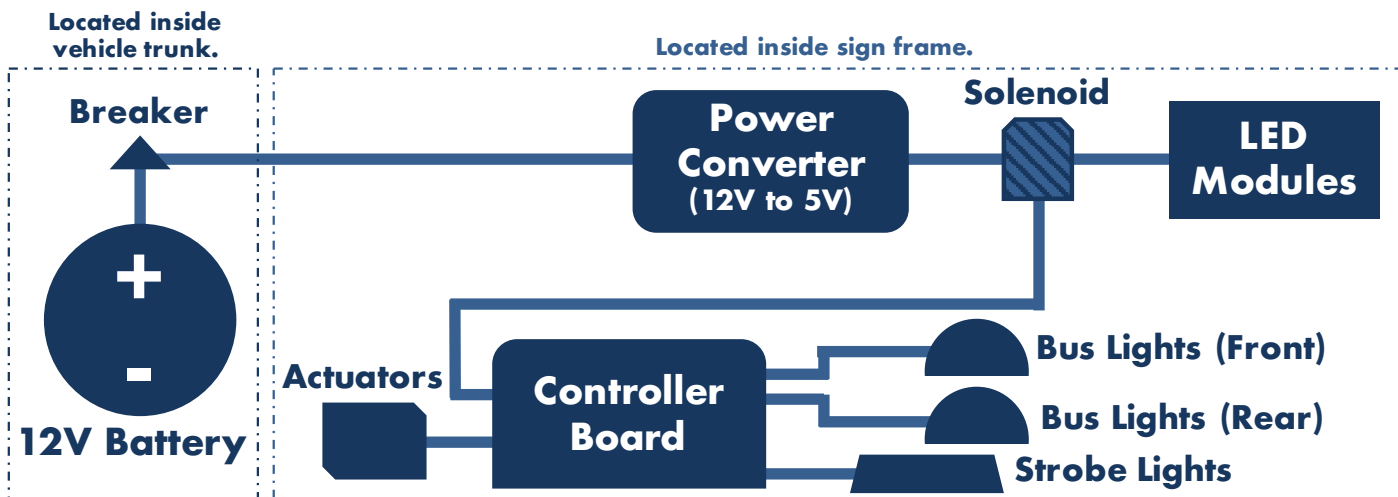 Located inside
vehicle trunk.
Located inside sign frame.
Breaker
Power
Converter
(12V to 5V)
Solenoid
LED
Modules
+
-
12V Battery
Actuators
Controller
Board
Bus Lights (Front)
Bus Lights (Rear)
Strobe Lights